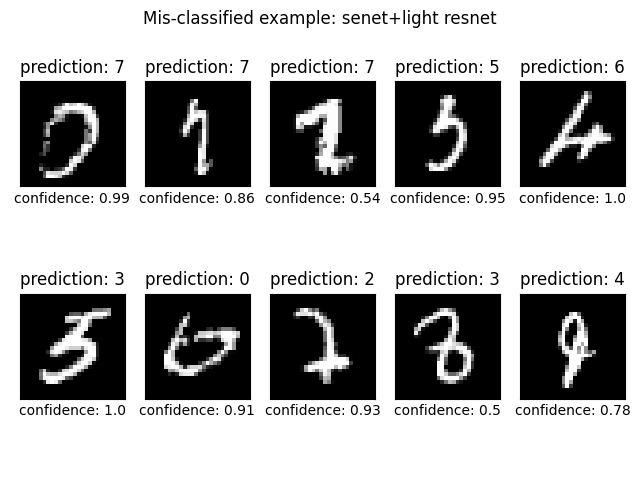 Mis-classified example: senet+light resnet
prediction: 7 prediction: 7 prediction: 7 prediction: 5 prediction: 6
confidence: 0.99 confidence: 0.86 confidence: 0.54 confidence: 0.95 confidence: 1.0
prediction: 3 prediction: 0 prediction: 2 prediction: 3 prediction: 4
confidence: 1.0 confidence: 0.91 confidence: 0.93 confidence: 0.5 confidence: 0.78